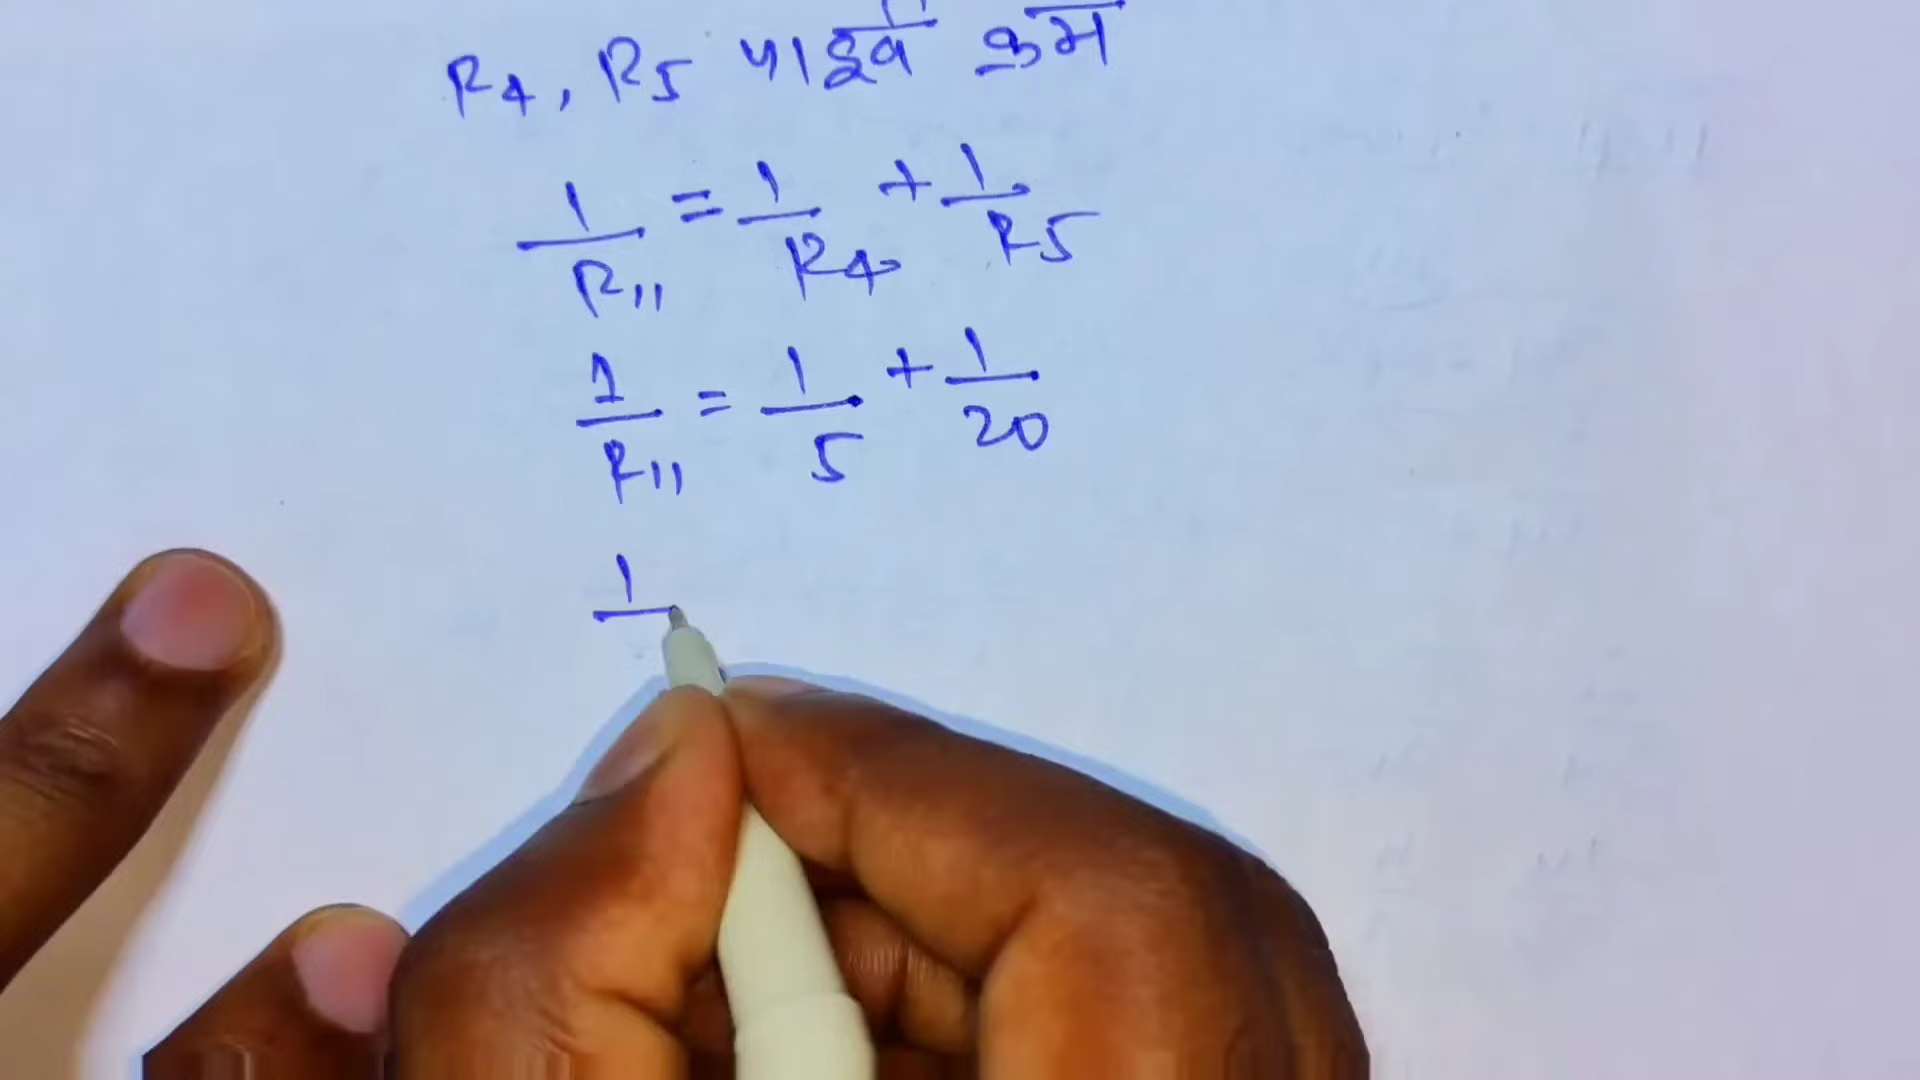 R4, R5 पार्श्व क्रम
1/R11 = 1/R4 + 1/R5
1/R11 = 1/5 + 1/20
1